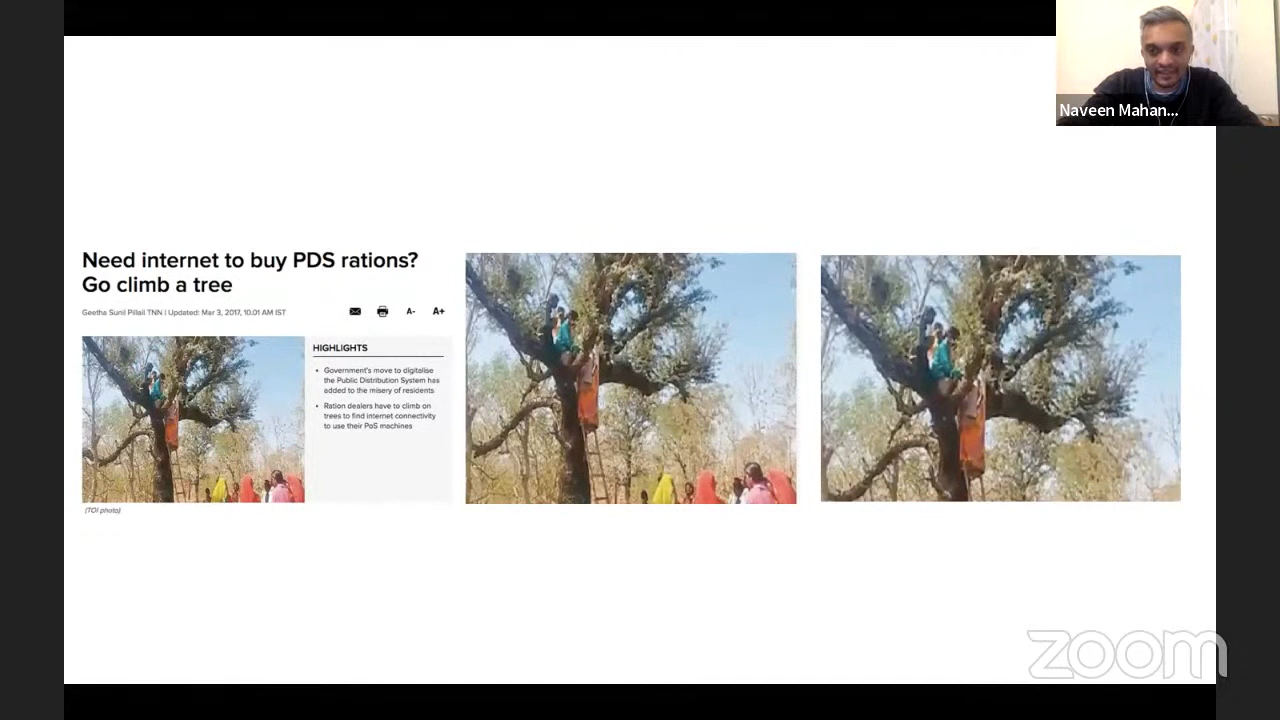 Naveen Mahan...
Need internet to buy PDS rations?
Go climb a tree
Geetha Sunil Pillai| TNN | Updated: Mar 3, 2017, 10.01 AM IST
A-
A+
HIGHLIGHTS
• Government's move to digitalise
the Public Distribution System has
added to the misery of residents
• Ration dealers have to climb on
trees to find internet connectivity
to use their PoS machines
(TOI photo)
zoom